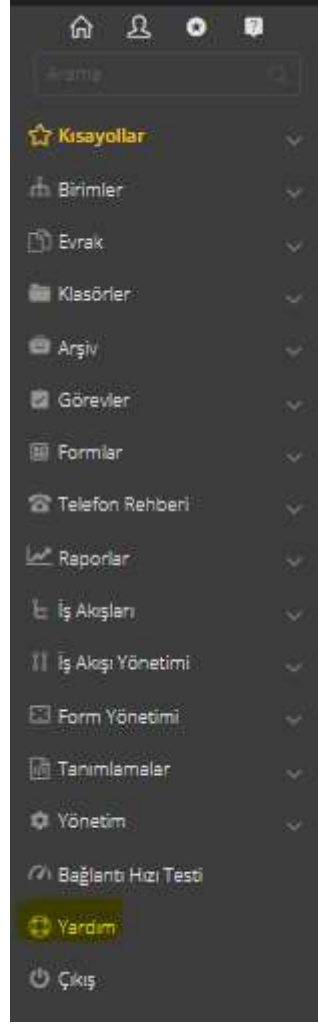 Arama
Kısayollar
Birimler
Evrak
Klasörler
Arşiv
Görevler
Formlar
Telefon Rehberi
Raporlar
İş Akışları
İş Akışı Yönetimi
Form Yönetimi
Tanımlamalar
Yönetim
Bağlantı Hızı Testi
Yardım
Çıkış